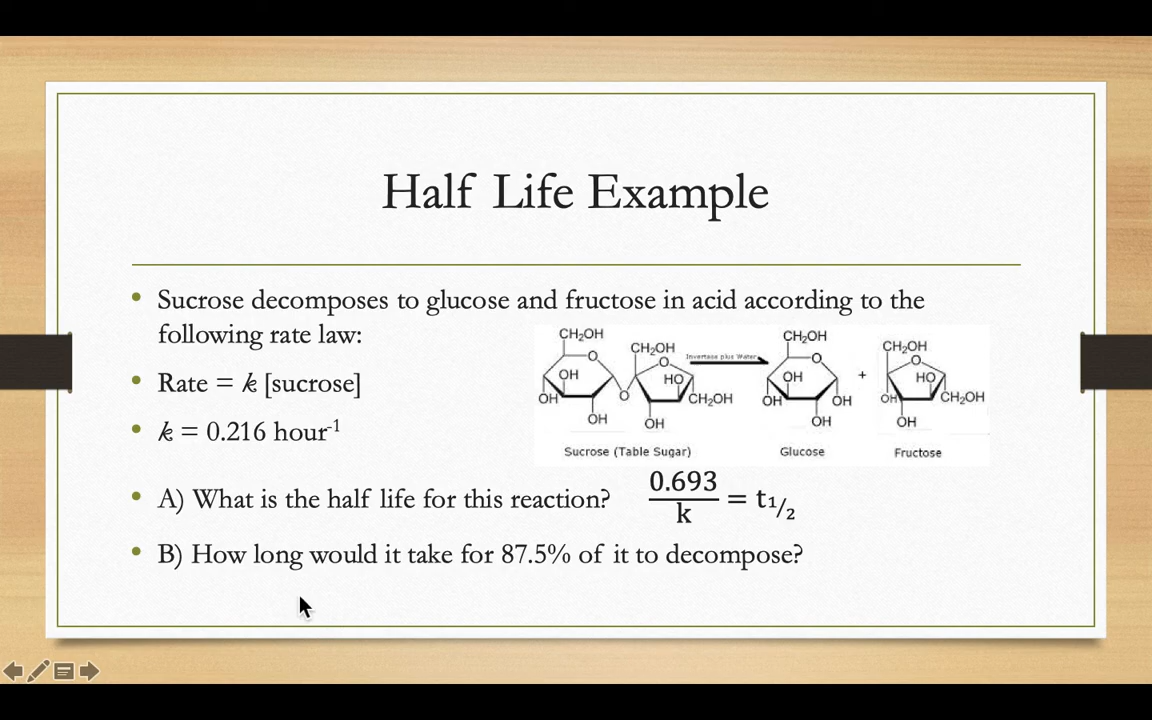 Half Life Example
• Sucrose decomposes to glucose and fructose in acid according to the
following rate law:
• Rate = k [sucrose]
• k = 0.216 hour⁻¹
CH₂OH
O
OH
OH
OH
O
CH₂OH
O
HO
CH₂OH
OH
Invertase plus Water
CH₂OH
O
OH
OH
OH
OH
+
CH₂OH
O
HO
OH
CH₂OH
OH
Sucrose (Table Sugar)
Glucose
Fructose
• A) What is the half life for this reaction?
0.693/k = t₁/₂
• B) How long would it take for 87.5% of it to decompose?